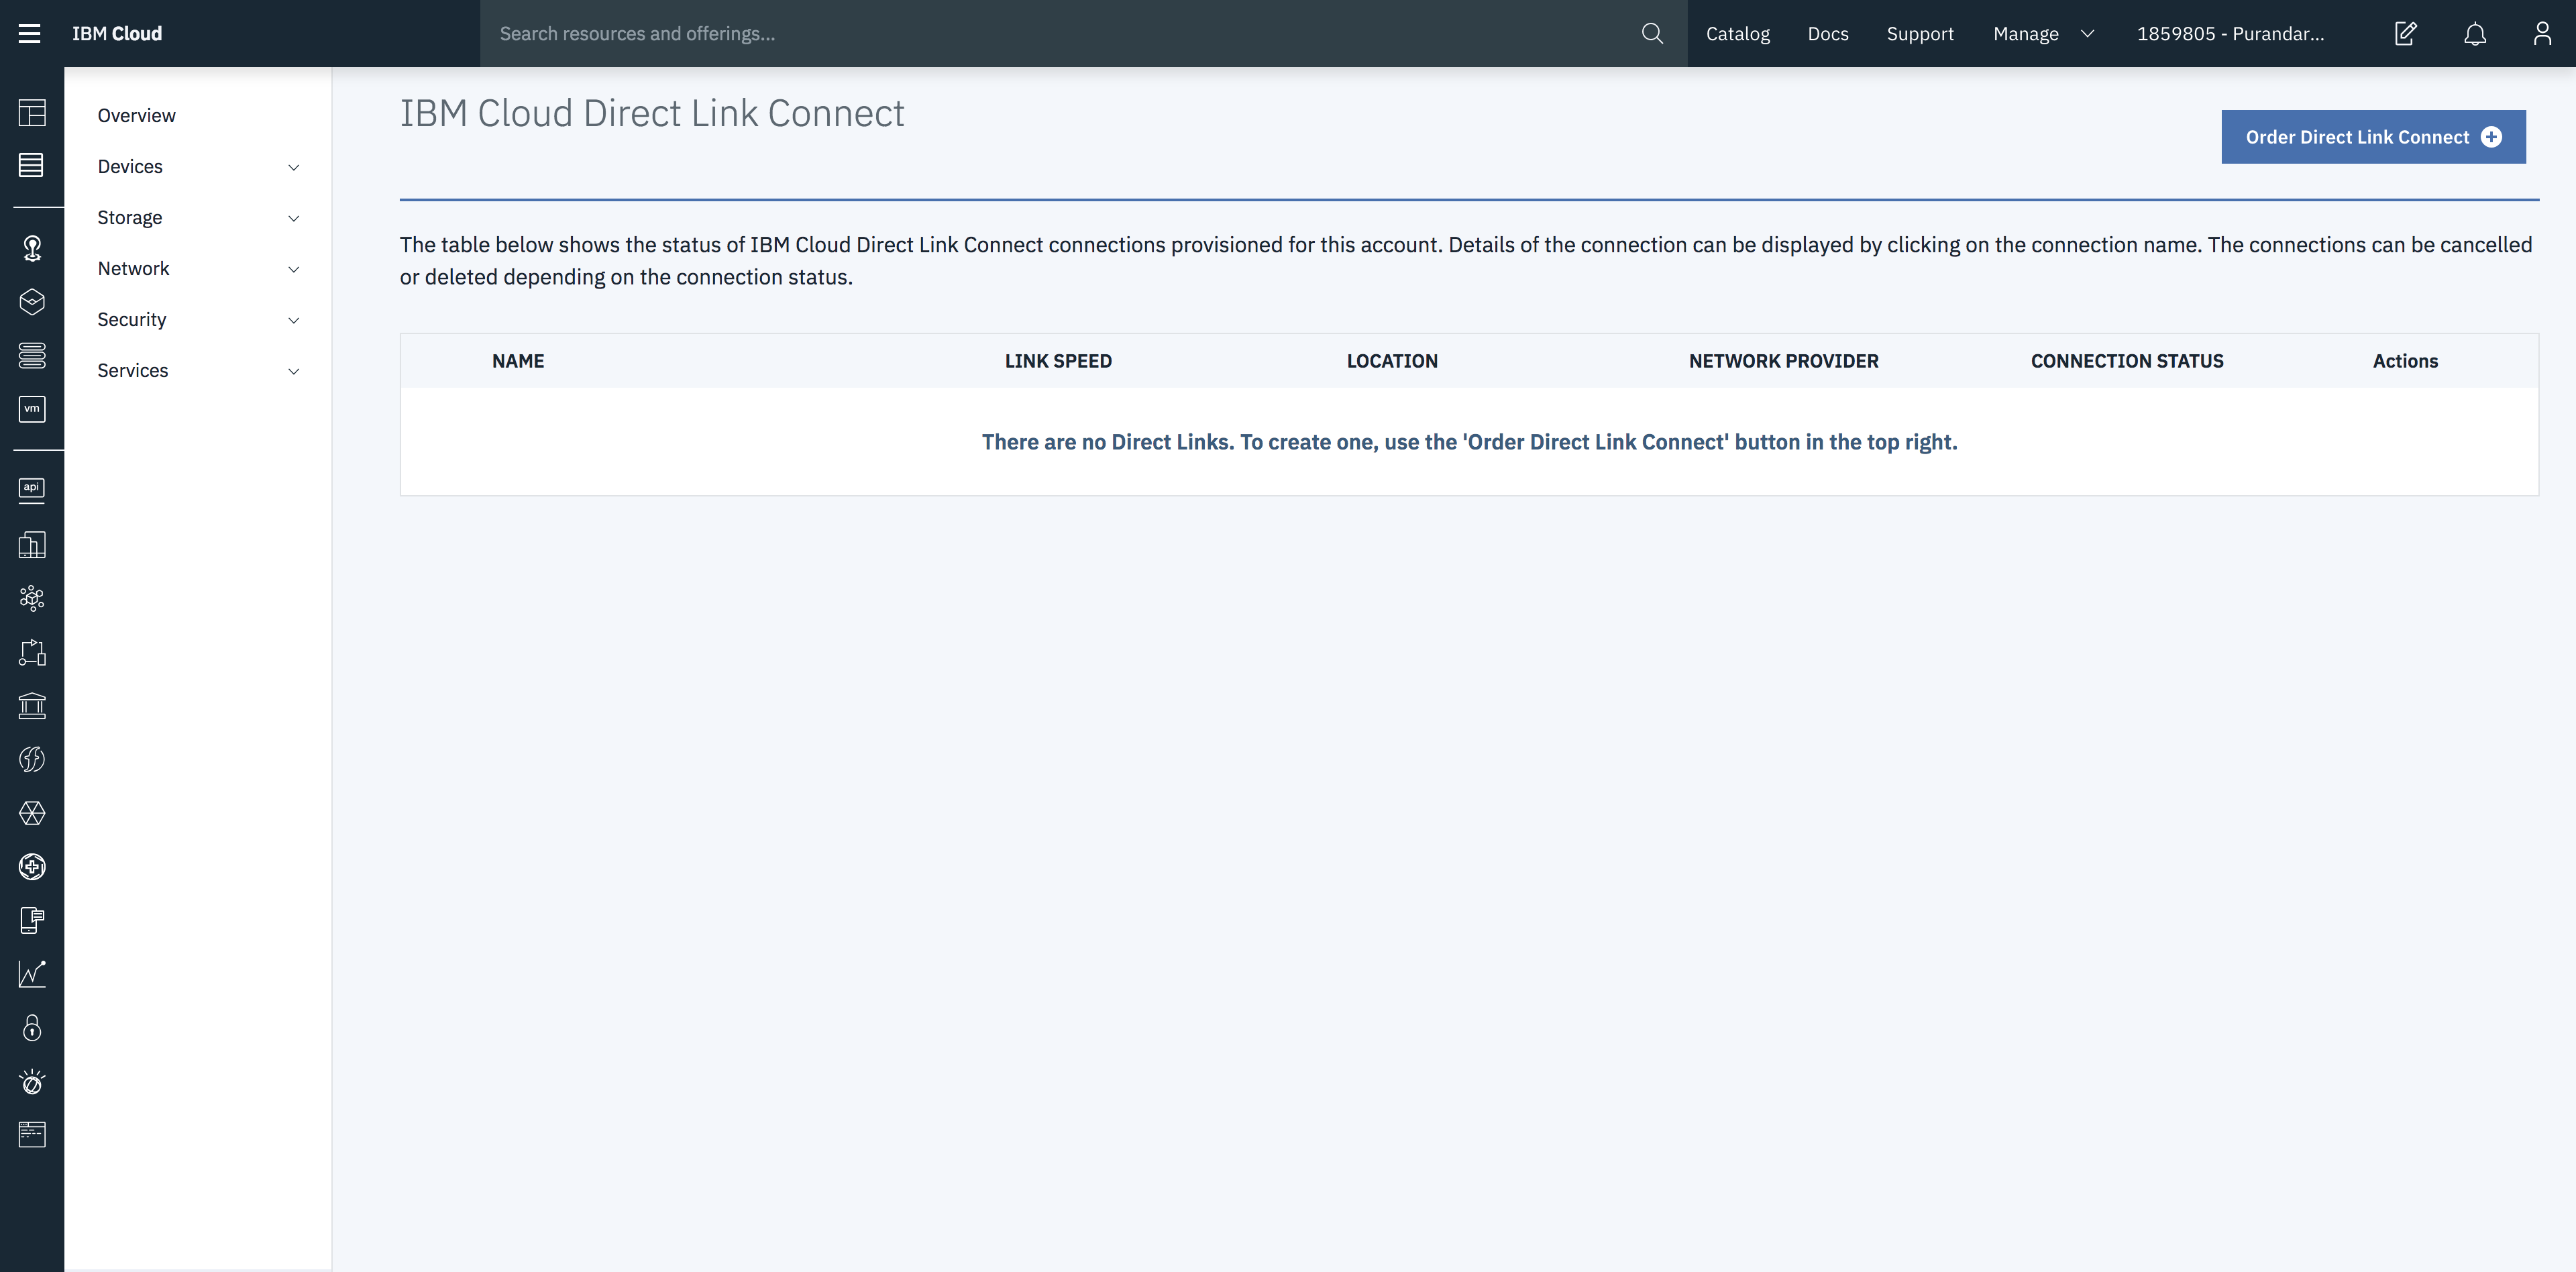 IBM Cloud
Search resources and offerings...
Catalog
Docs
Support
Manage
1859805 - Purandar...
Overview
Devices
Storage
Network
Security
Services
vm
api
IBM Cloud Direct Link Connect
Order Direct Link Connect
The table below shows the status of IBM Cloud Direct Link Connect connections provisioned for this account. Details of the connection can be displayed by clicking on the connection name. The connections can be cancelled
or deleted depending on the connection status.
NAME LINK SPEED LOCATION NETWORK PROVIDER CONNECTION STATUS Actions
There are no Direct Links. To create one, use the 'Order Direct Link Connect' button in the top right.